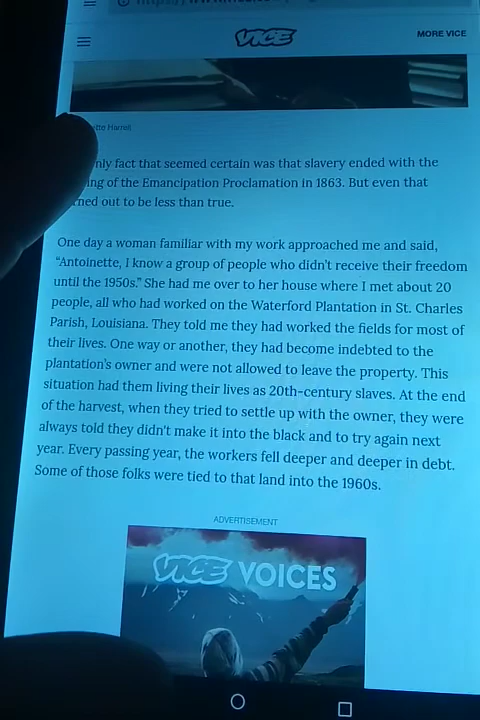 VICE
MORE VICE
Harrell
only fact that seemed certain was that slavery ended with the
of the Emancipation Proclamation in 1863. But even that
out to be less than true.
One day a woman familiar with my work approached me and said,
“Antoinette, I know a group of people who didn’t receive their freedom
until the 1950s.” She had me over to her house where I met about 20
people, all who had worked on the Waterford Plantation in St. Charles
Parish, Louisiana. They told me they had worked the fields for most of
their lives. One way or another, they had become indebted to the
plantation’s owner and were not allowed to leave the property. This
situation had them living their lives as 20th-century slaves. At the end
of the harvest, when they tried to settle up with the owner, they were
always told they didn't make it into the black and to try again next
year. Every passing year, the workers fell deeper and deeper in debt.
Some of those folks were tied to that land into the 1960s.
ADVERTISEMENT
VICE VOICES